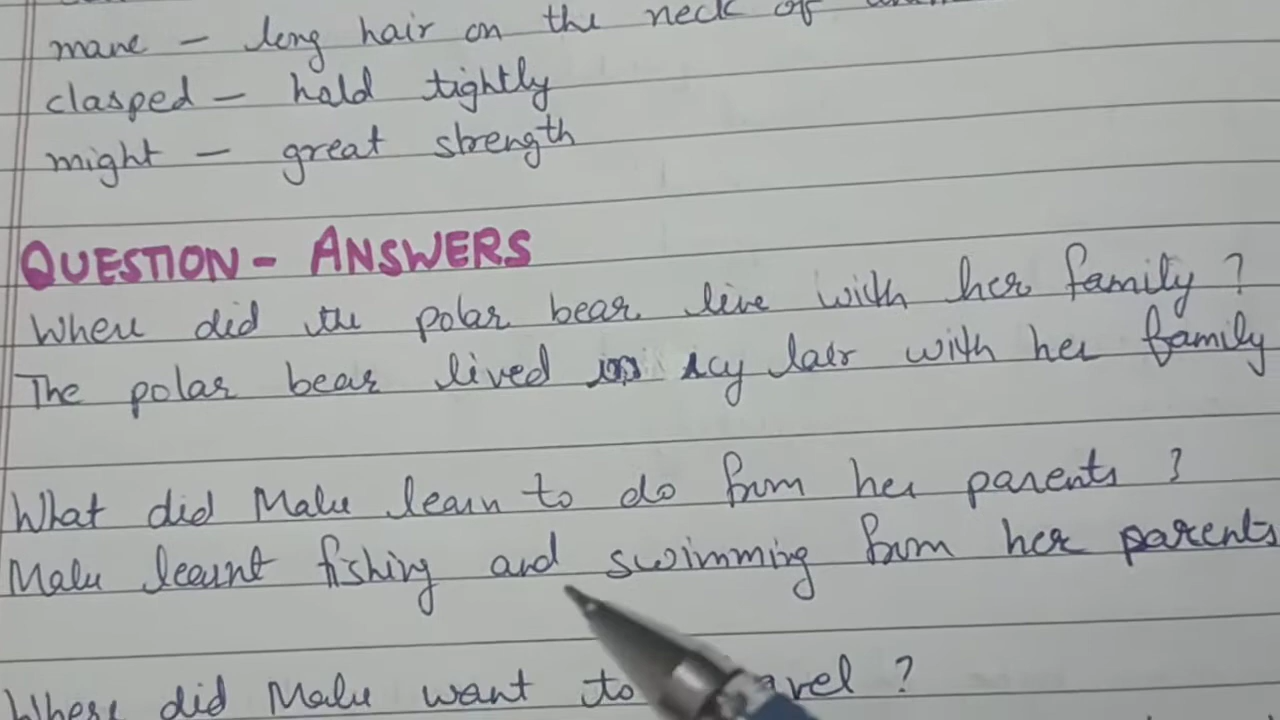 mane - long hair on the neck of
clasped - hold tightly
might - great strength
QUESTION - ANSWERS
Where did the polar bear live with her family ?
The polar bear lived in icy lair with her family
What did Malu learn to do from her parents ?
Malu learnt fishing and swimming from her parents
Where did Malu want to ?